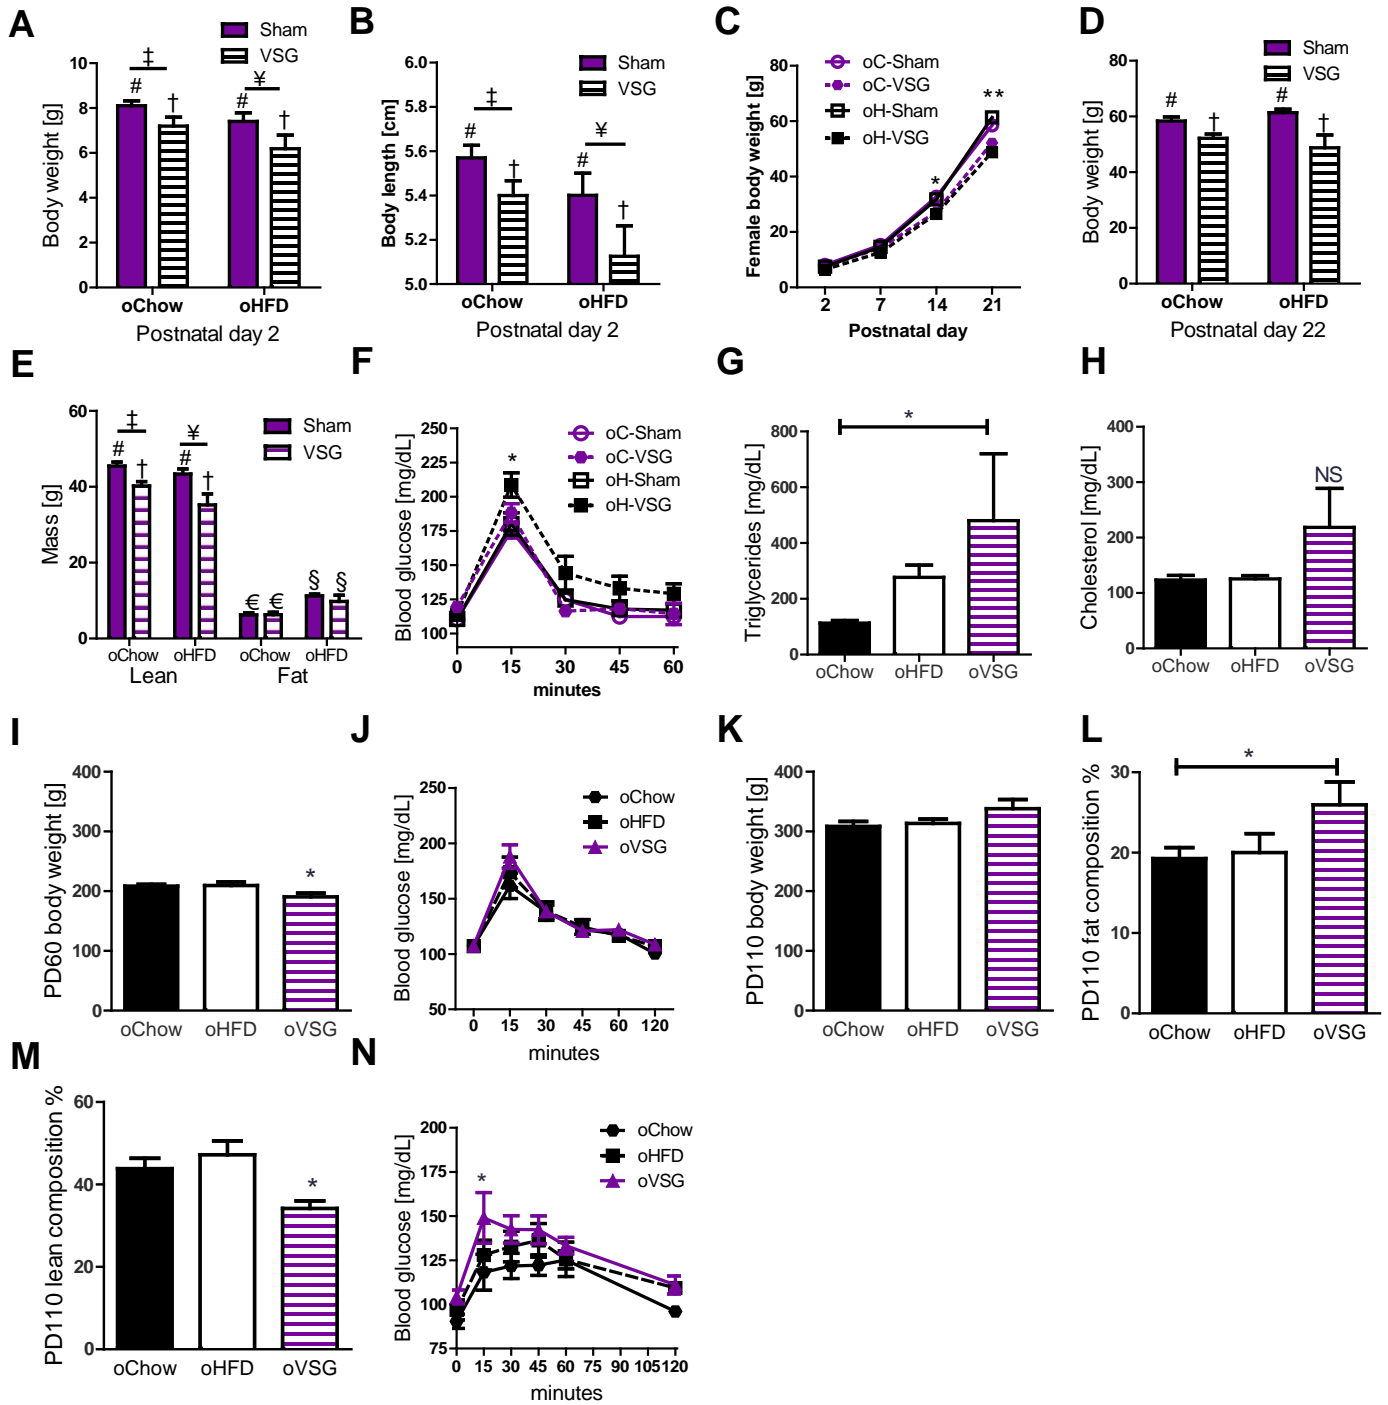 A
Sham
VSG
Body weight [g]
10
8
6
4
2
0
‡
#
†
¥
#
†
oChow
oHFD
Postnatal day 2
B
Sham
VSG
Body length [cm]
6.0
5.8
5.6
5.4
5.2
5.0
‡
#
†
¥
#
†
oChow
oHFD
Postnatal day 2
C
oC-Sham
oC-VSG
oH-Sham
oH-VSG
Female body weight [g]
80
60
40
20
0
*
**
2 7 14 21
Postnatal day
D
Sham
VSG
Body weight [g]
80
60
40
20
0
#
†
#
†
oChow
oHFD
Postnatal day 22
E
Sham
VSG
Mass [g]
60
40
20
0
‡
#
†
¥
#
†
€
€
§
§
oChow oHFD oChow oHFD
Lean Fat
F
oC-Sham
oC-VSG
oH-Sham
oH-VSG
Blood glucose [mg/dL]
250
225
200
175
150
125
100
*
0 15 30 45 60
minutes
G
Triglycerides [mg/dL]
800
600
400
200
0
*
oChow oHFD oVSG
H
Cholesterol [mg/dL]
400
300
200
100
0
NS
oChow oHFD oVSG
I
PD60 body weight [g]
400
300
200
100
0
*
oChow oHFD oVSG
J
oChow
oHFD
oVSG
Blood glucose [mg/dL]
250
200
150
100
50
0 15 30 45 60 120
minutes
K
PD110 body weight [g]
400
300
200
100
0
oChow oHFD oVSG
L
PD110 fat composition %
30
20
10
0
*
oChow oHFD oVSG
M
PD110 lean composition %
60
40
20
0
*
oChow oHFD oVSG
N
oChow
oHFD
oVSG
Blood glucose [mg/dL]
200
175
150
125
100
75
*
0 15 30 45 60 75 90 105 120
minutes